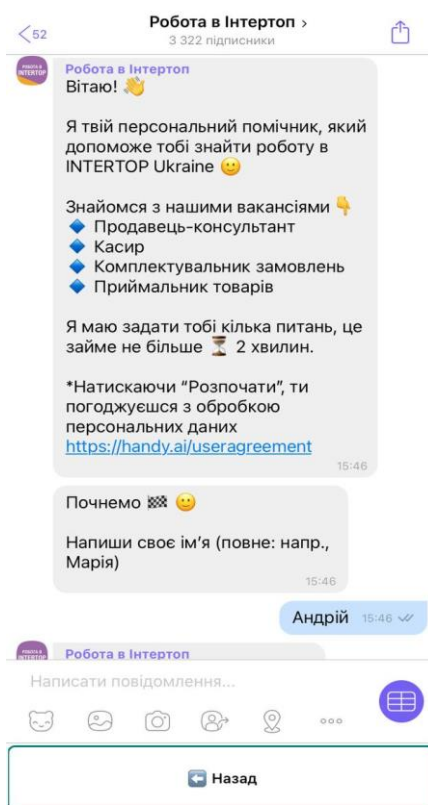 52
Робота в Інтертоп
3 322 підписники
РОБОТА В
INTERTOP
Робота в Інтертоп
Вітаю! 👋
Я твій персональний помічник, який
допоможе тобі знайти роботу в
INTERTOP Ukraine 🙂
Знайомся з нашими вакансіями 👇
🔷 Продавець-консультант
🔷 Касир
🔷 Комплектувальник замовлень
🔷 Приймальник товарів
Я маю задати тобі кілька питань, це
займе не більше ⏳ 2 хвилин.
*Натискаючи “Розпочати”, ти
погоджуєшся з обробкою
персональних даних
https://handy.ai/useragreement
15:46
Почнемо 🏁 🙂
Напиши своє ім’я (повне: напр.,
Марія)
15:46
Андрій 15:46
Робота в Інтертоп
Написати повідомлення...
⬅️ Назад